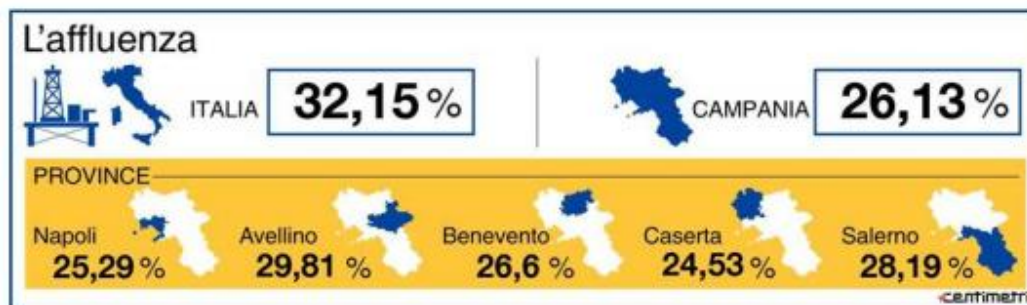 L'affluenza
ITALIA 32,15 % CAMPANIA 26,13 %
PROVINCE
Napoli Avellino Benevento Caserta Salerno
25,29 % 29,81 % 26,6 % 24,53 % 28,19 %
centimetri